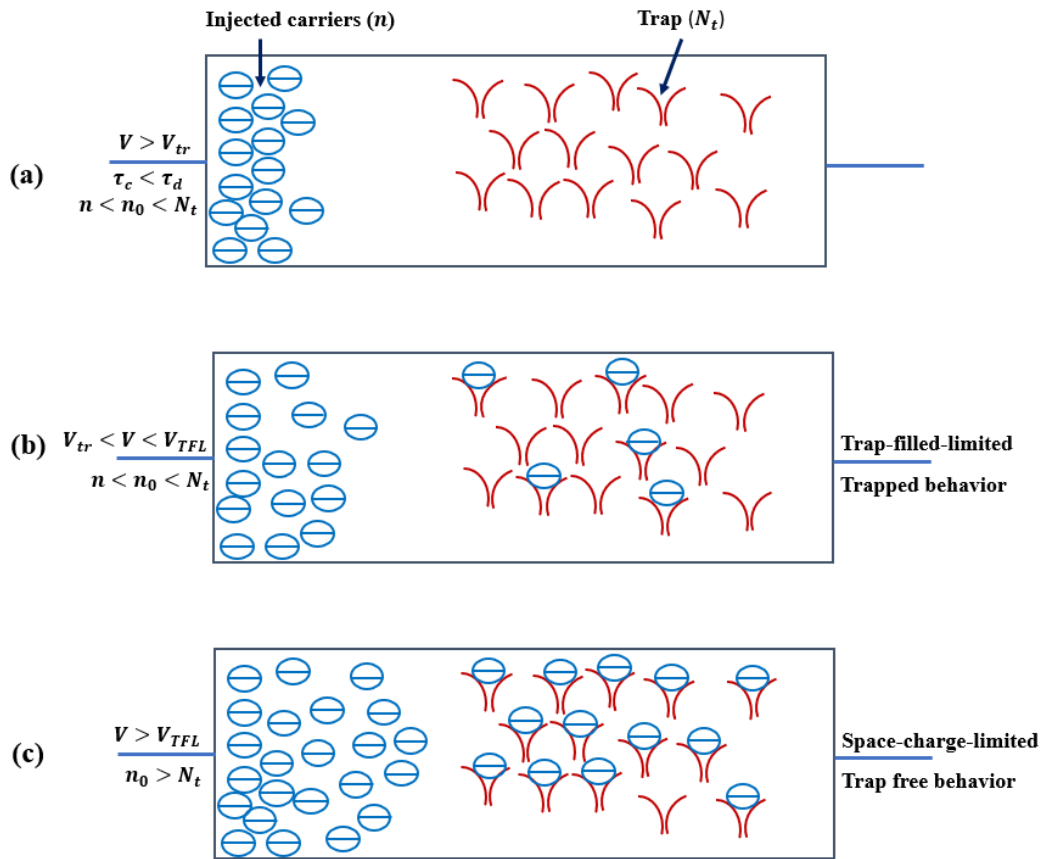 Injected carriers (n)
Trap (N_t)
(a)
V > V_tr
τ_c < τ_d
n < n_0 < N_t
(b)
V_tr < V < V_TFL
n < n_0 < N_t
Trap-filled-limited
Trapped behavior
(c)
V > V_TFL
n_0 > N_t
Space-charge-limited
Trap free behavior